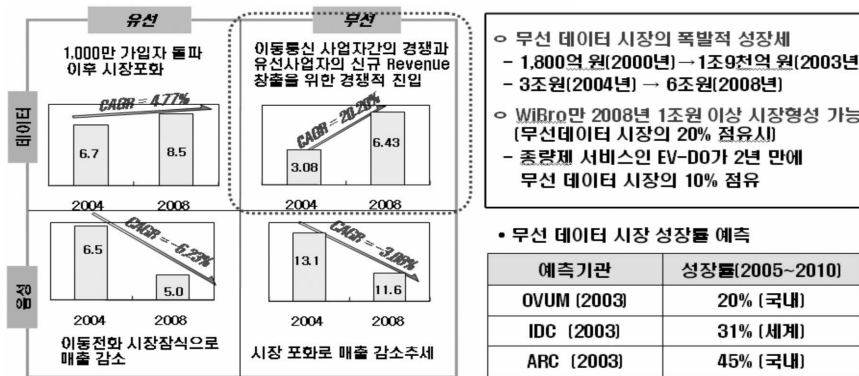 유선
무선
데이터
음성
1,000만 가입자 돌파
이후 시장포화
CAGR = 4.77%
6.7
8.5
2004
2008
이동통신 사업자간의 경쟁과
유선사업자의 신규 Revenue
창출을 위한 경쟁적 진입
CAGR = 20.20%
3.08
6.43
2004
2008
CAGR = -6.23%
6.5
5.0
2004
2008
이동전화 시장잠식으로
매출 감소
CAGR = -3.08%
13.1
11.6
2004
2008
시장 포화로 매출 감소추세
무선 데이터 시장의 폭발적 성장세
- 1,800억 원(2000년) → 1조9천억 원(2003년
- 3조원(2004년) → 6조원(2008년)
WiBro만 2008년 1조원 이상 시장형성 가능
(무선데이터 시장의 20% 점유시)
- 종량제 서비스인 EV-DO가 2년 만에
무선 데이터 시장의 10% 점유
• 무선 데이터 시장 성장률 예측
예측기관 성장률(2005~2010)
OVUM (2003) 20% (국내)
IDC (2003) 31% (세계)
ARC (2003) 45% (국내)